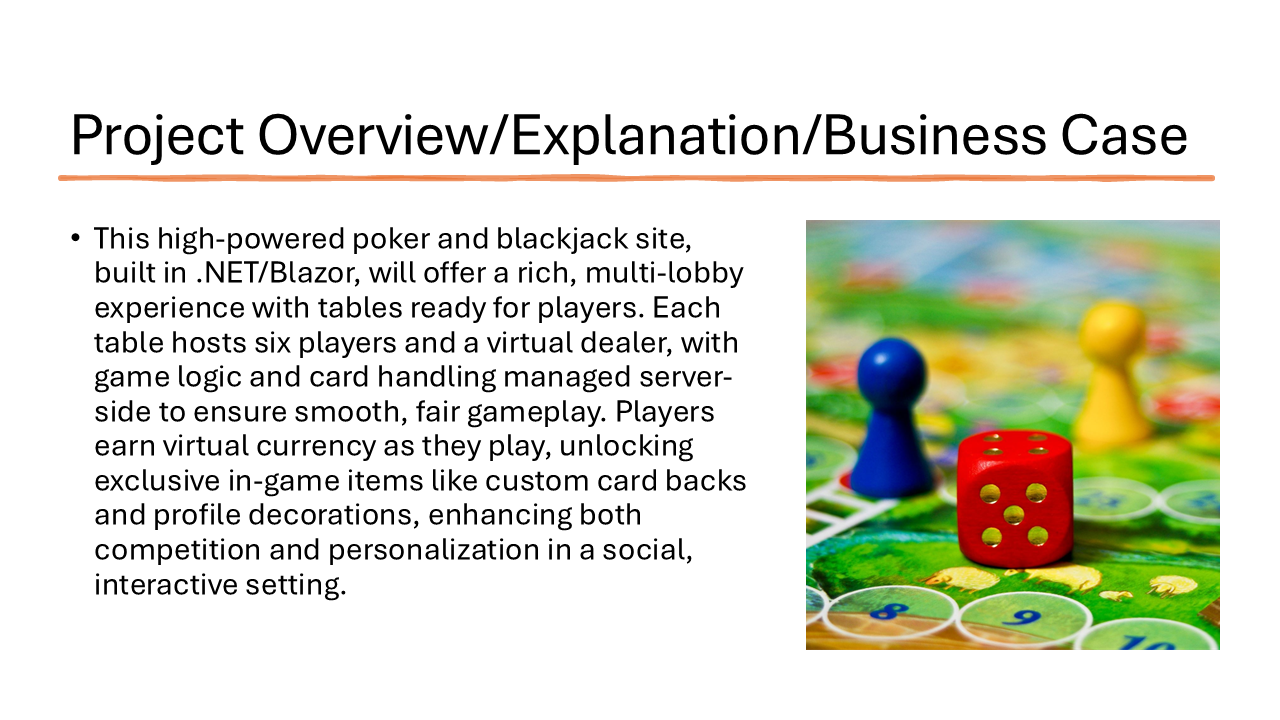 Project Overview/Explanation/Business Case
• This high-powered poker and blackjack site,
built in .NET/Blazor, will offer a rich, multi-lobby
experience with tables ready for players. Each
table hosts six players and a virtual dealer, with
game logic and card handling managed server-
side to ensure smooth, fair gameplay. Players
earn virtual currency as they play, unlocking
exclusive in-game items like custom card backs
and profile decorations, enhancing both
competition and personalization in a social,
interactive setting.
8
9
10